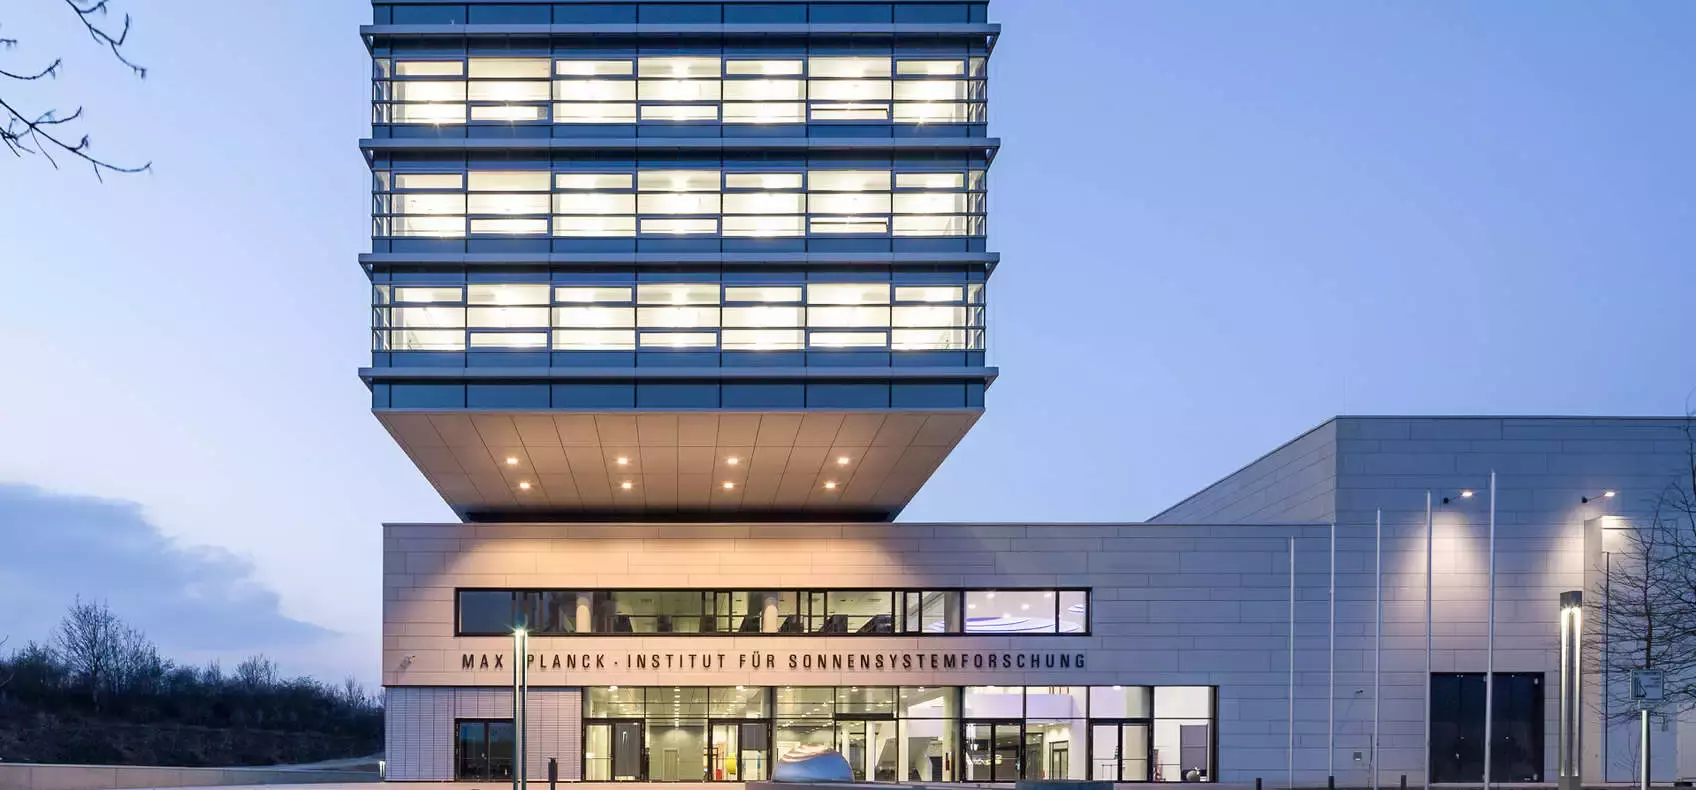 MAX PLANCK · INSTITUT FÜR SONNENSYSTEMFORSCHUNG